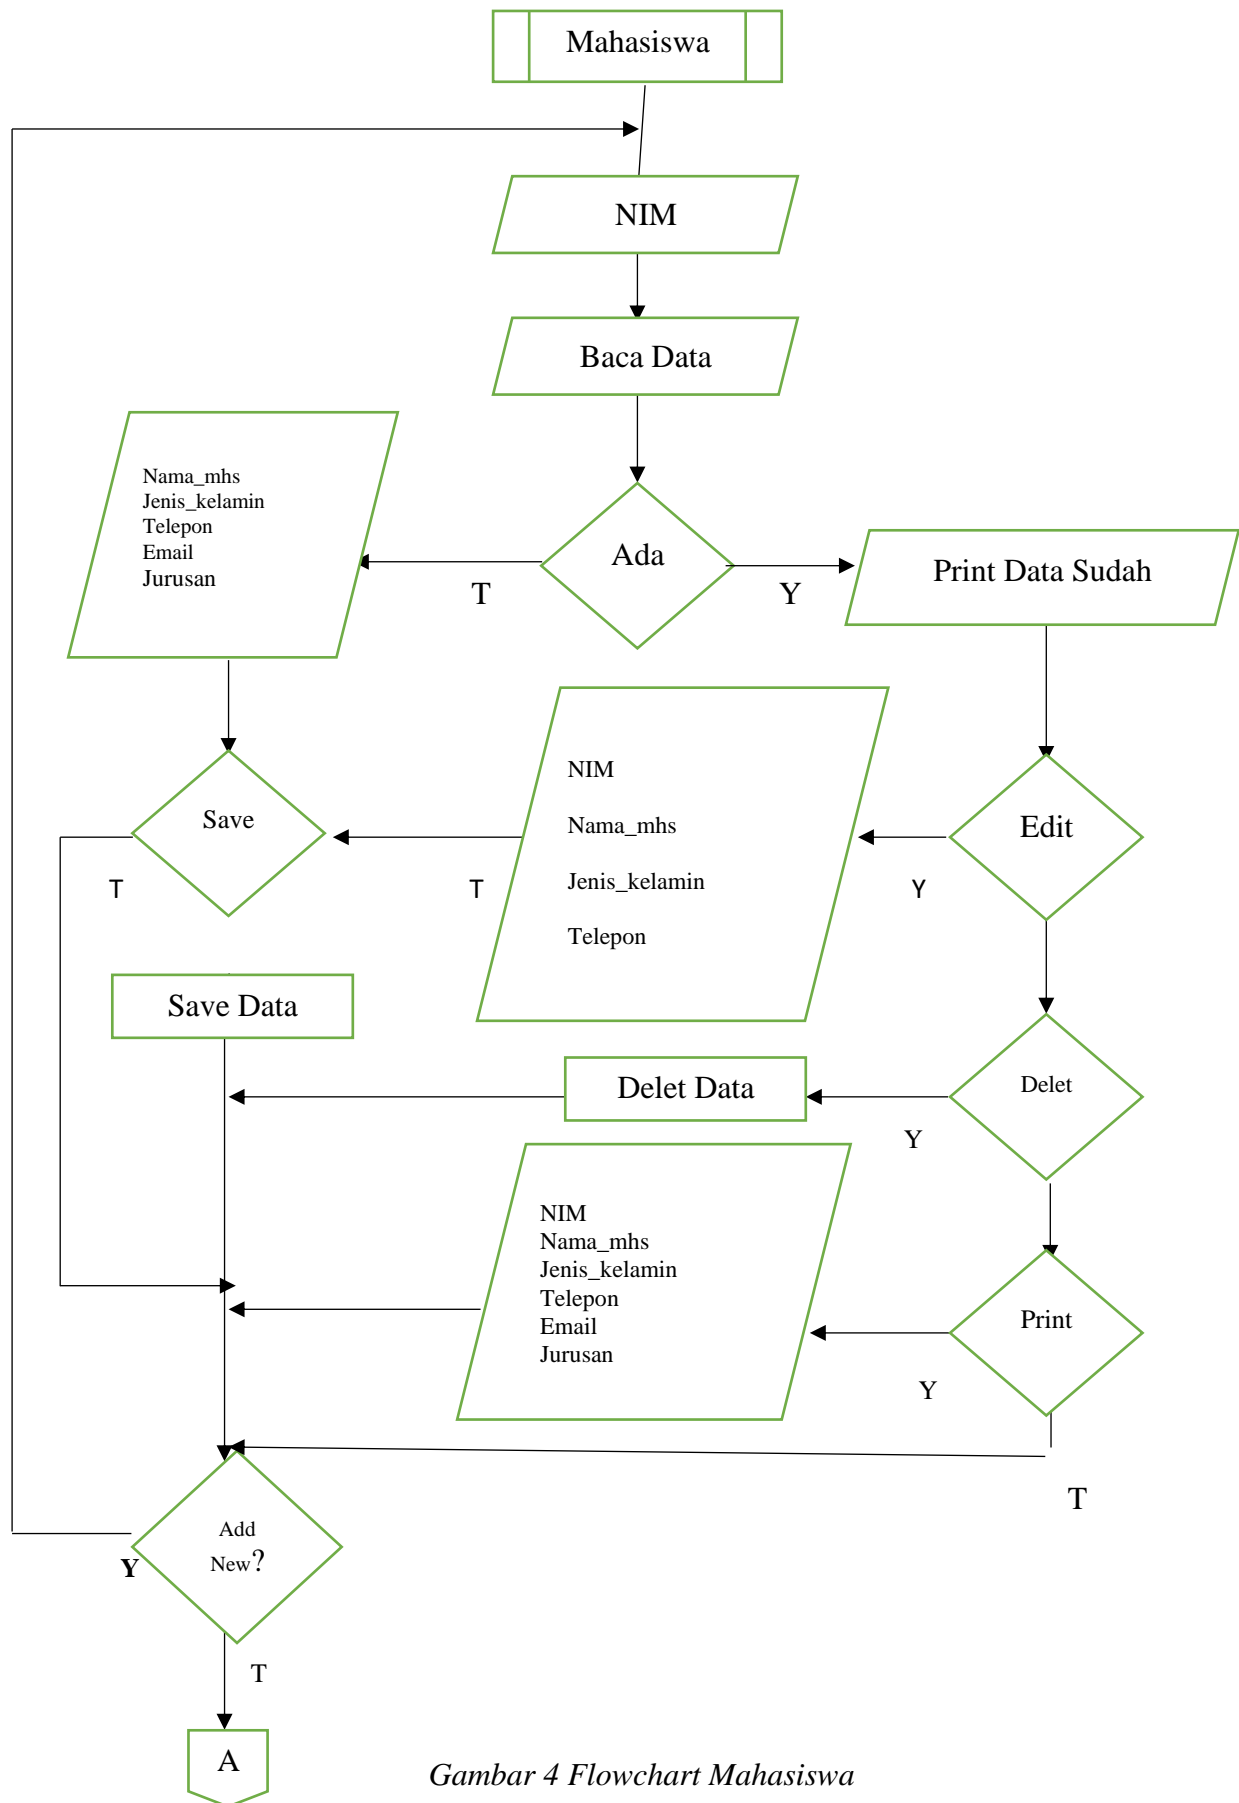 Mahasiswa
NIM
Baca Data
Nama_mhs
Jenis_kelamin
Telepon
Email
Jurusan
Ada
T
Y
Print Data Sudah
Save
T
NIM
Nama_mhs
Jenis_kelamin
Telepon
T
Edit
Y
Save Data
Delet Data
Delet
Y
NIM
Nama_mhs
Jenis_kelamin
Telepon
Email
Jurusan
Print
Y
T
Add
New?
Y
T
A
Gambar 4 Flowchart Mahasiswa